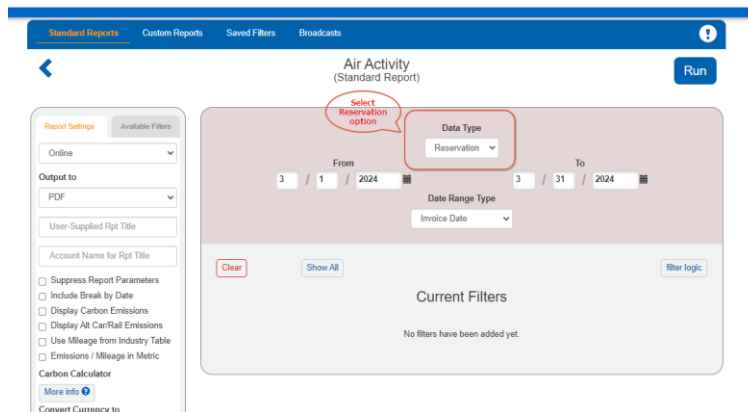 Standard Reports Custom Reports Saved Filters Broadcasts
Air Activity
(Standard Report)
Run
Select
Reservation
option
Report Settings Available Filters
Data Type
Online
Reservation
From To
Output to
3 / 1 / 2024 3 / 31 / 2024
PDF
Date Range Type
User-Supplied Rpt Title
Invoice Date
Account Name for Rpt Title
Clear Show All filter logic
Suppress Report Parameters
Include Break by Date
Current Filters
Display Carbon Emissions
Display Alt Car/Rail Emissions
No filters have been added yet.
Use Mileage from Industry Table
Emissions / Mileage in Metric
Carbon Calculator
More info
Convert Currency to